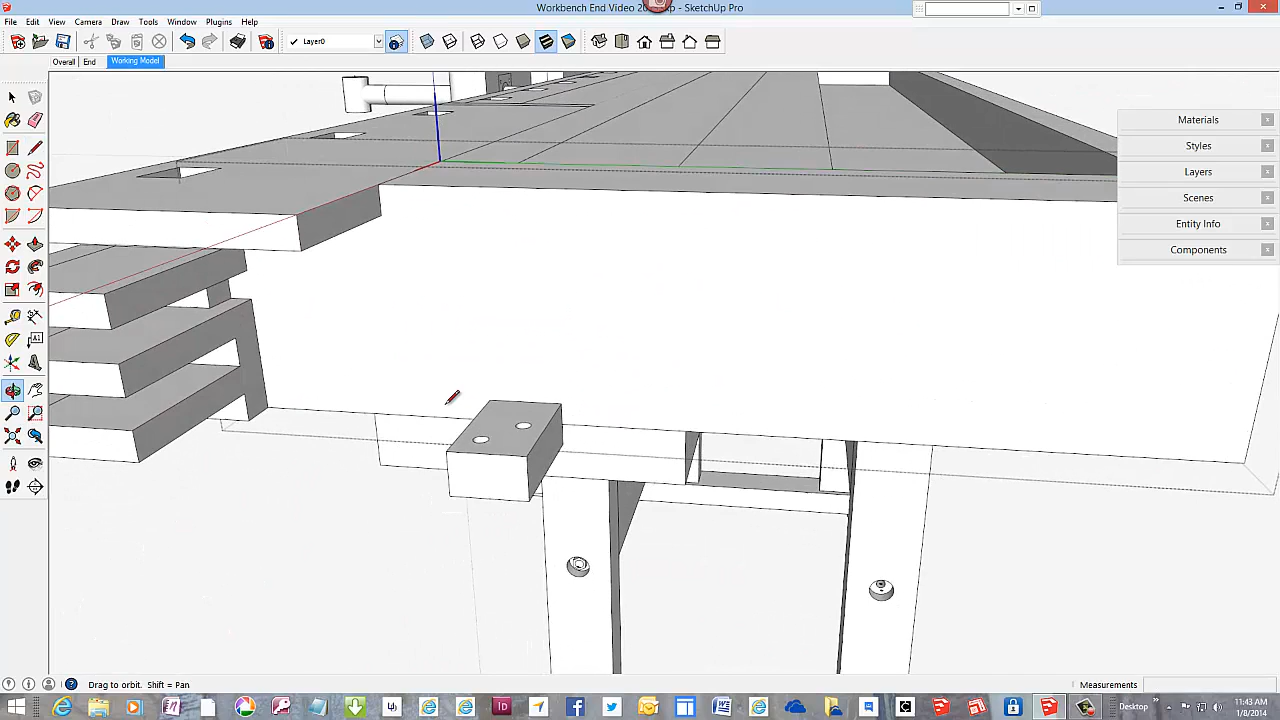 Workbench End Video 20
p - SketchUp Pro
File Edit View Camera Draw Tools Window Plugins Help
Layer0
Overall End Working Model
Materials
Styles
Layers
Scenes
Entity Info
Components
Drag to orbit. Shift = Pan
Measurements
Desktop
11:43 AM
1/8/2014